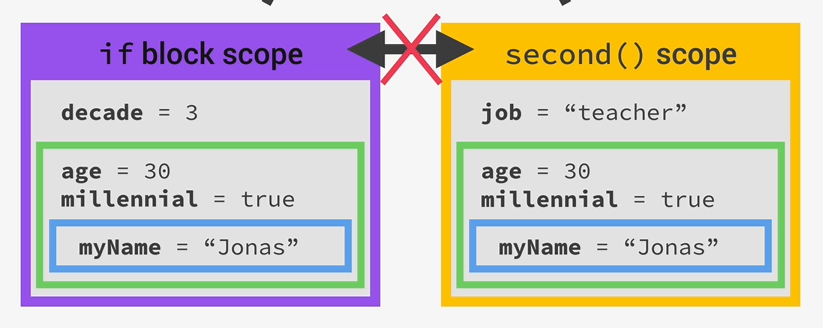 if block scope
decade = 3
age = 30
millennial = true
myName = “Jonas”
second() scope
job = “teacher”
age = 30
millennial = true
myName = “Jonas”